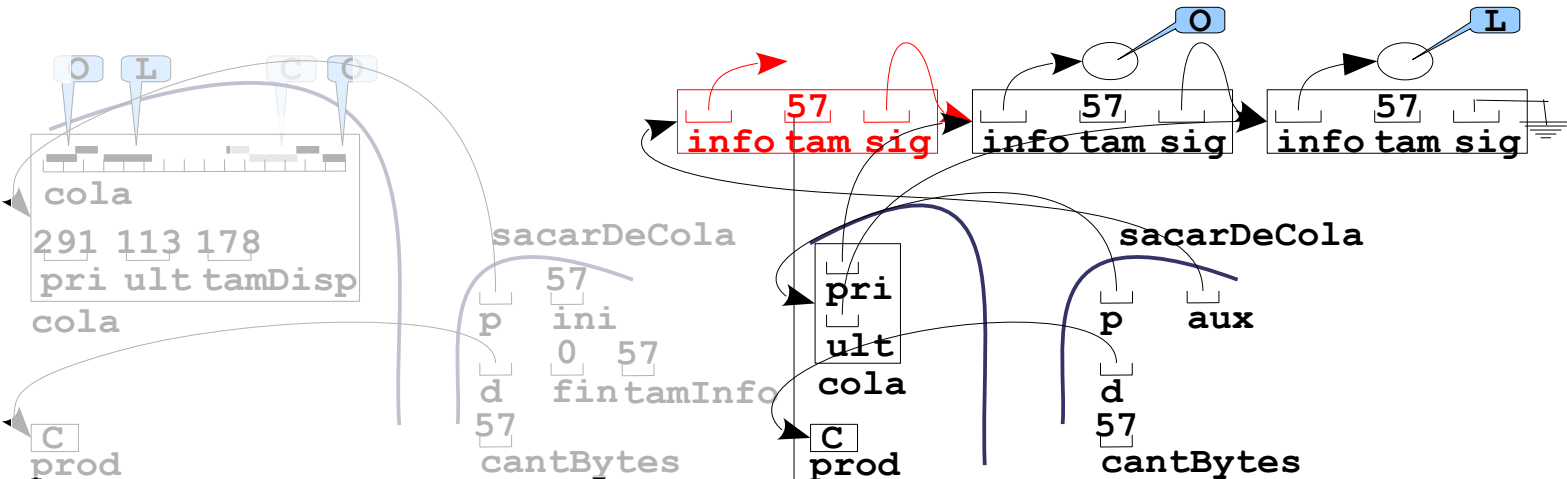 O L C O
cola
291 113 178
pri ult tamDisp
cola
sacarDeCola
57
p ini
0 57
d fin tamInfo
57
cantBytes
C
prod
O L
57 57 57
info tam sig info tam sig info tam sig
sacarDeCola
pri
ult
cola
p aux
d
57
cantBytes
C
prod